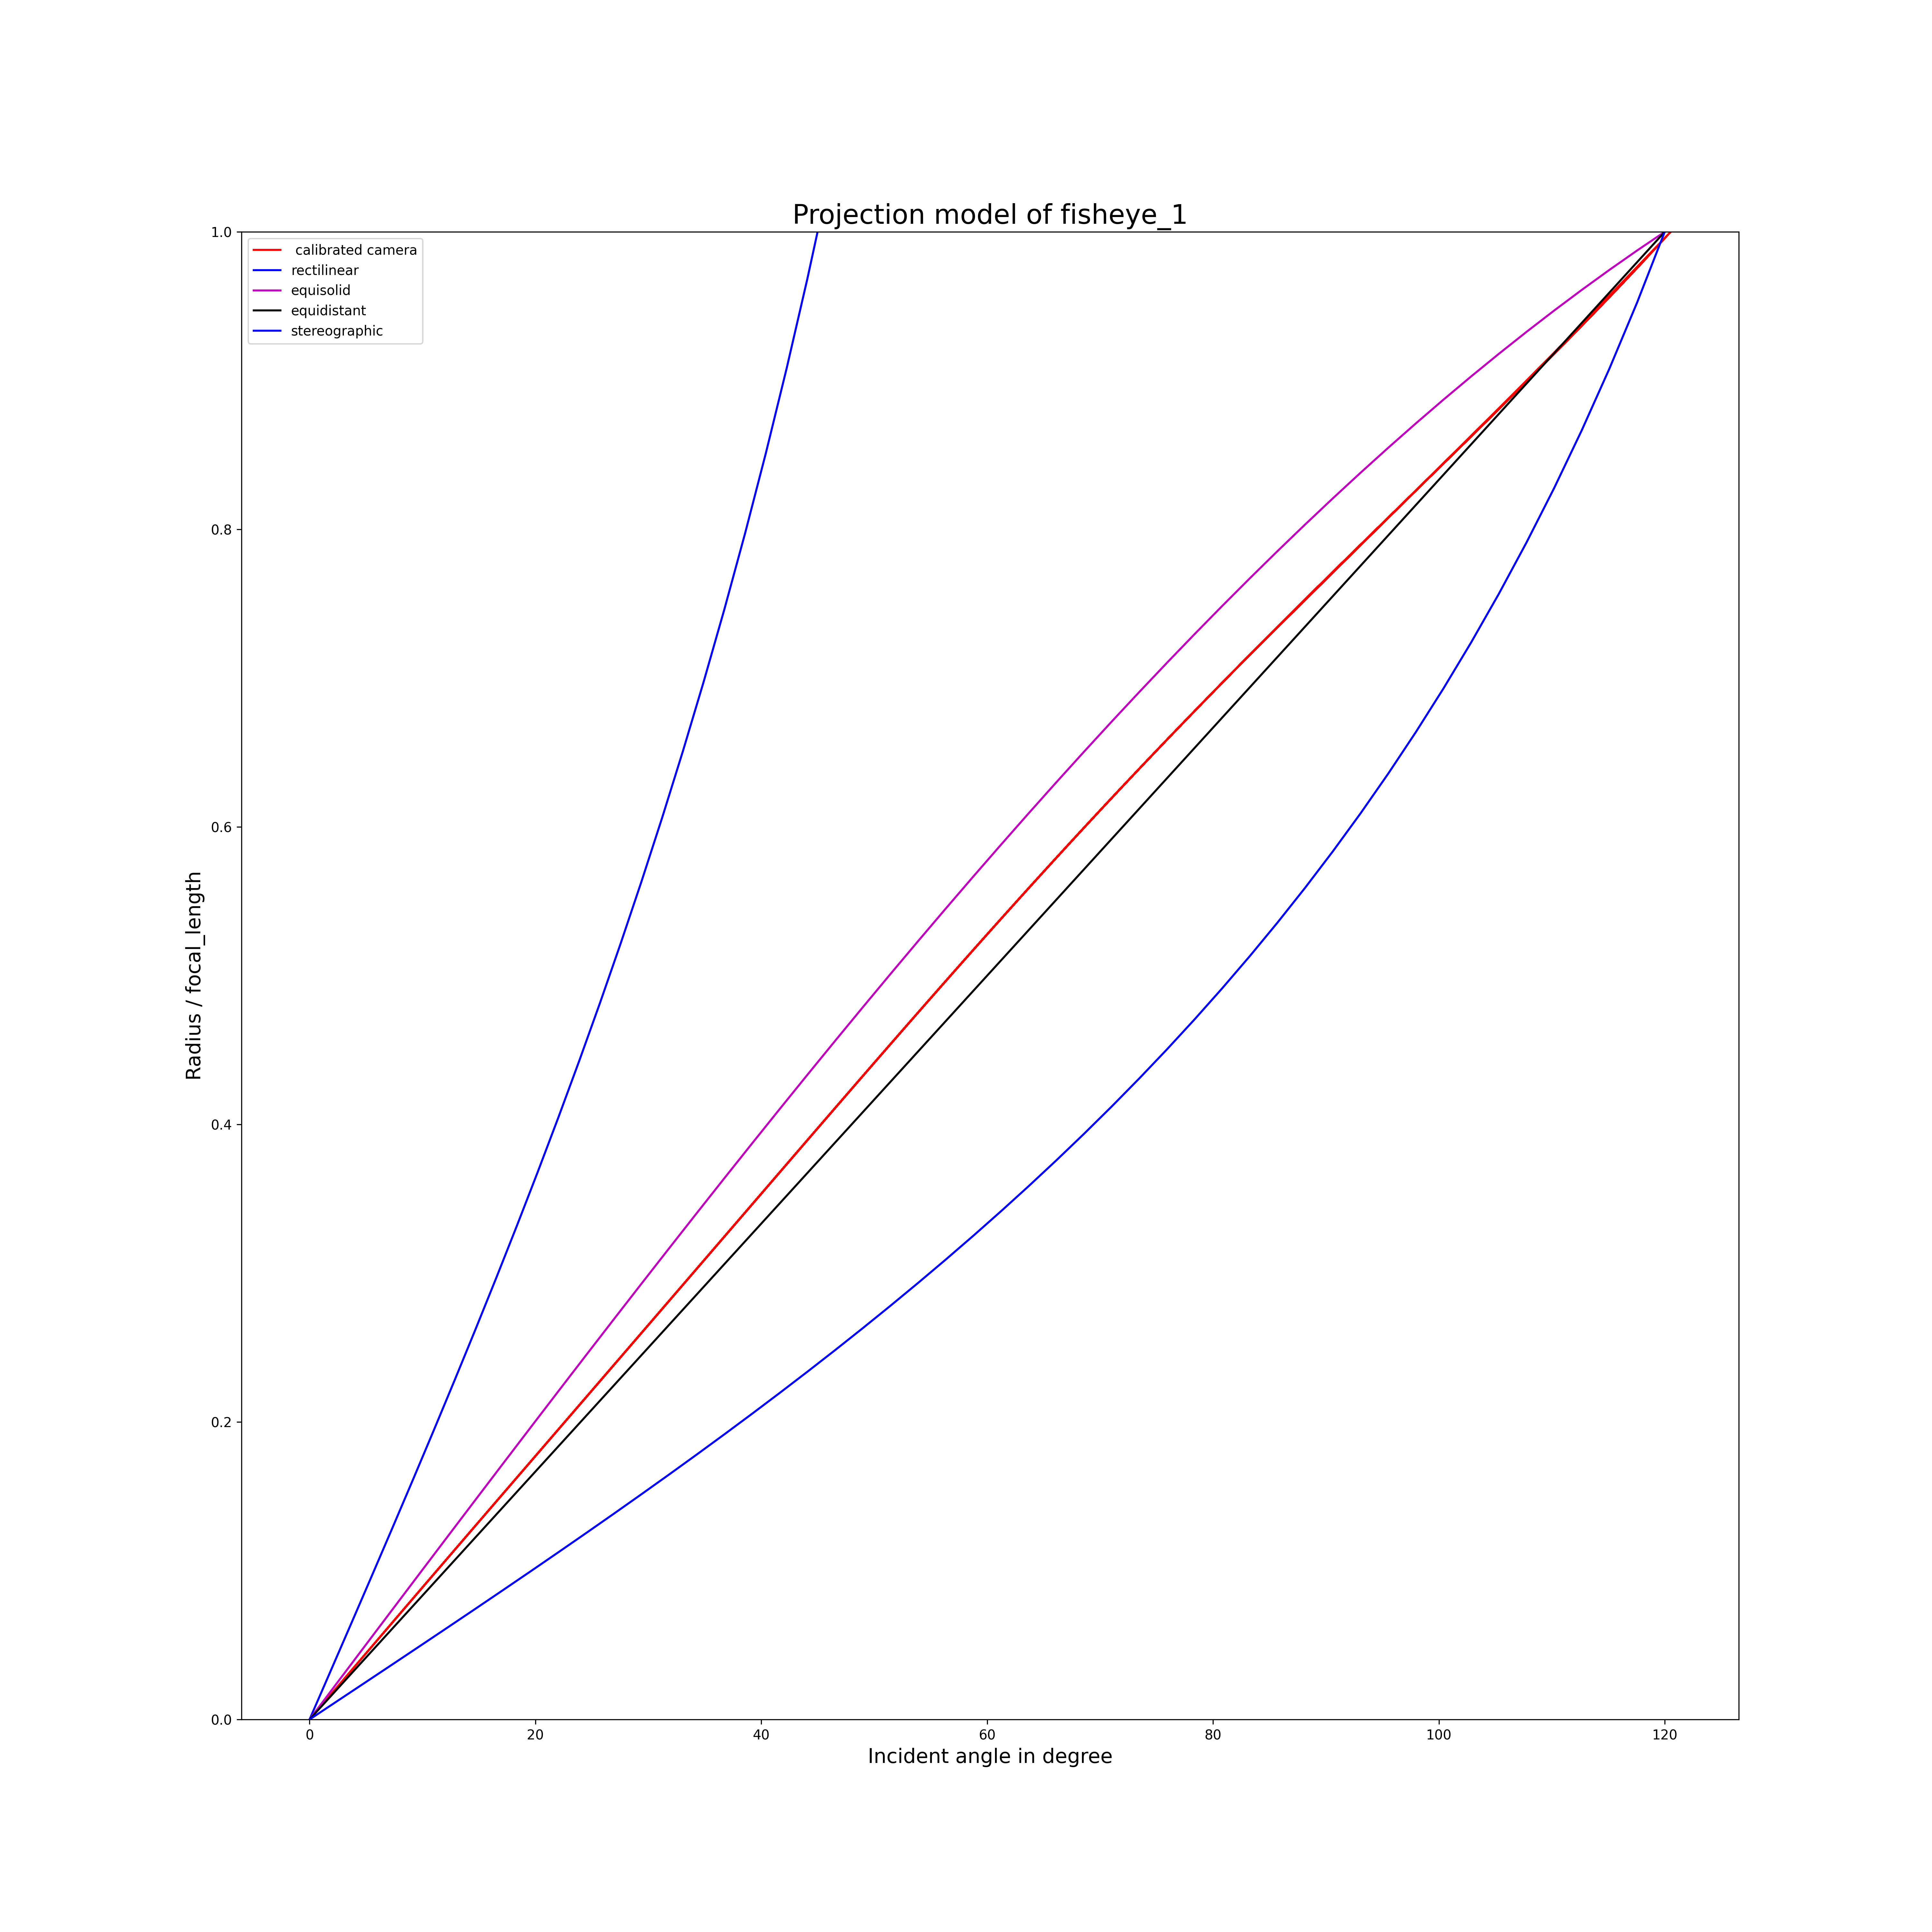 Projection model of fisheye_1
calibrated camera
rectilinear
equisolid
equidistant
stereographic
Radius / focal_length
1.0
0.8
0.6
0.4
0.2
0.0
0 20 40 60 80 100 120
Incident angle in degree